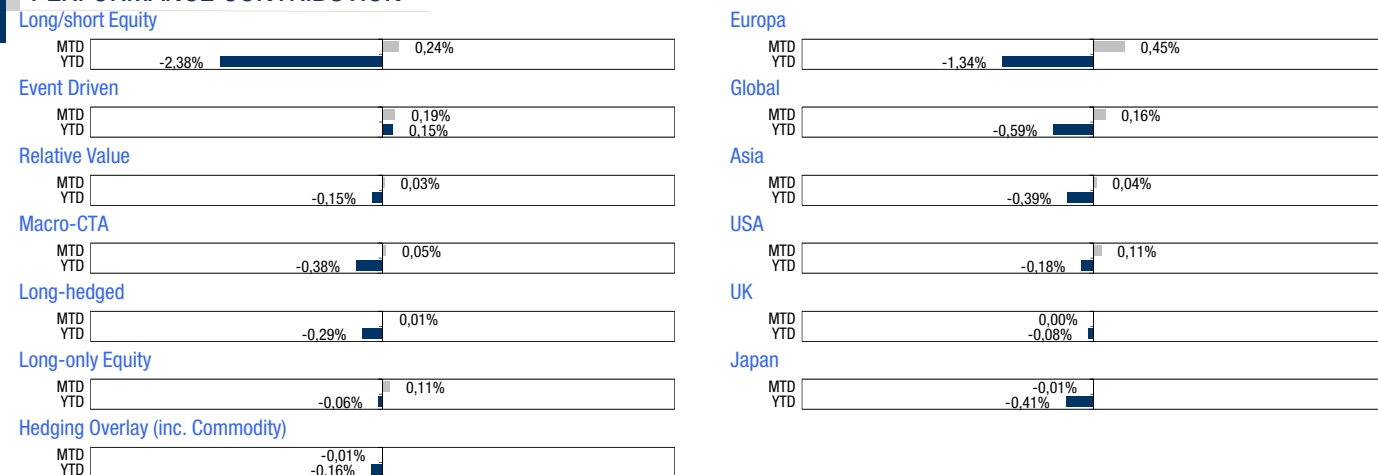 PERFORMANCE CONTRIBUTION
Long/short Equity
MTD 0,24%
YTD -2,38%
Event Driven
MTD 0,19%
YTD 0,15%
Relative Value
MTD 0,03%
YTD -0,15%
Macro-CTA
MTD 0,05%
YTD -0,38%
Long-hedged
MTD 0,01%
YTD -0,29%
Long-only Equity
MTD 0,11%
YTD -0,06%
Hedging Overlay (inc. Commodity)
MTD -0,01%
YTD -0,16%
Europa
MTD 0,45%
YTD -1,34%
Global
MTD 0,16%
YTD -0,59%
Asia
MTD 0,04%
YTD -0,39%
USA
MTD 0,11%
YTD -0,18%
UK
MTD 0,00%
YTD -0,08%
Japan
MTD -0,01%
YTD -0,41%